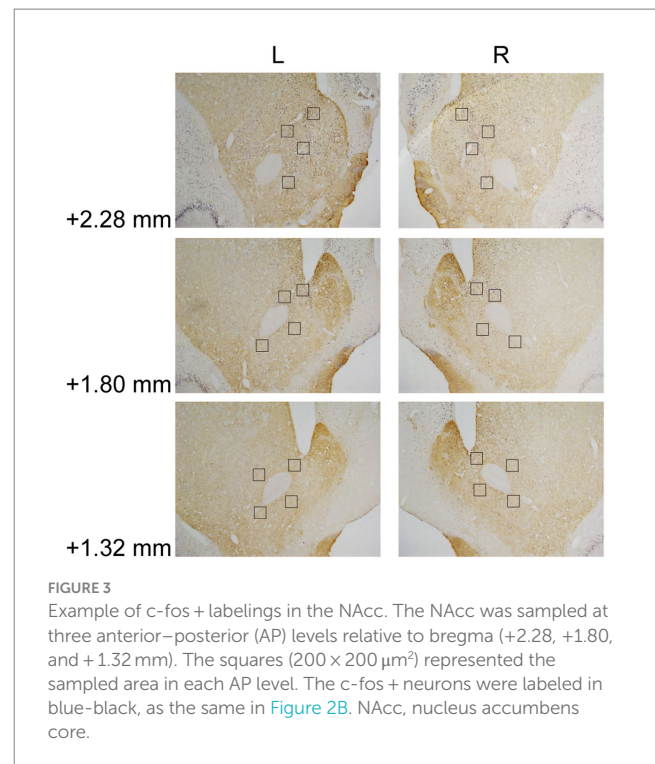 L R
+2.28 mm
+1.80 mm
+1.32 mm
FIGURE 3
Example of c-fos + labelings in the NAcc. The NAcc was sampled at
three anterior–posterior (AP) levels relative to bregma (+2.28, +1.80,
and + 1.32 mm). The squares (200 × 200 μm²) represented the
sampled area in each AP level. The c-fos + neurons were labeled in
blue-black, as the same in Figure 2B. NAcc, nucleus accumbens
core.